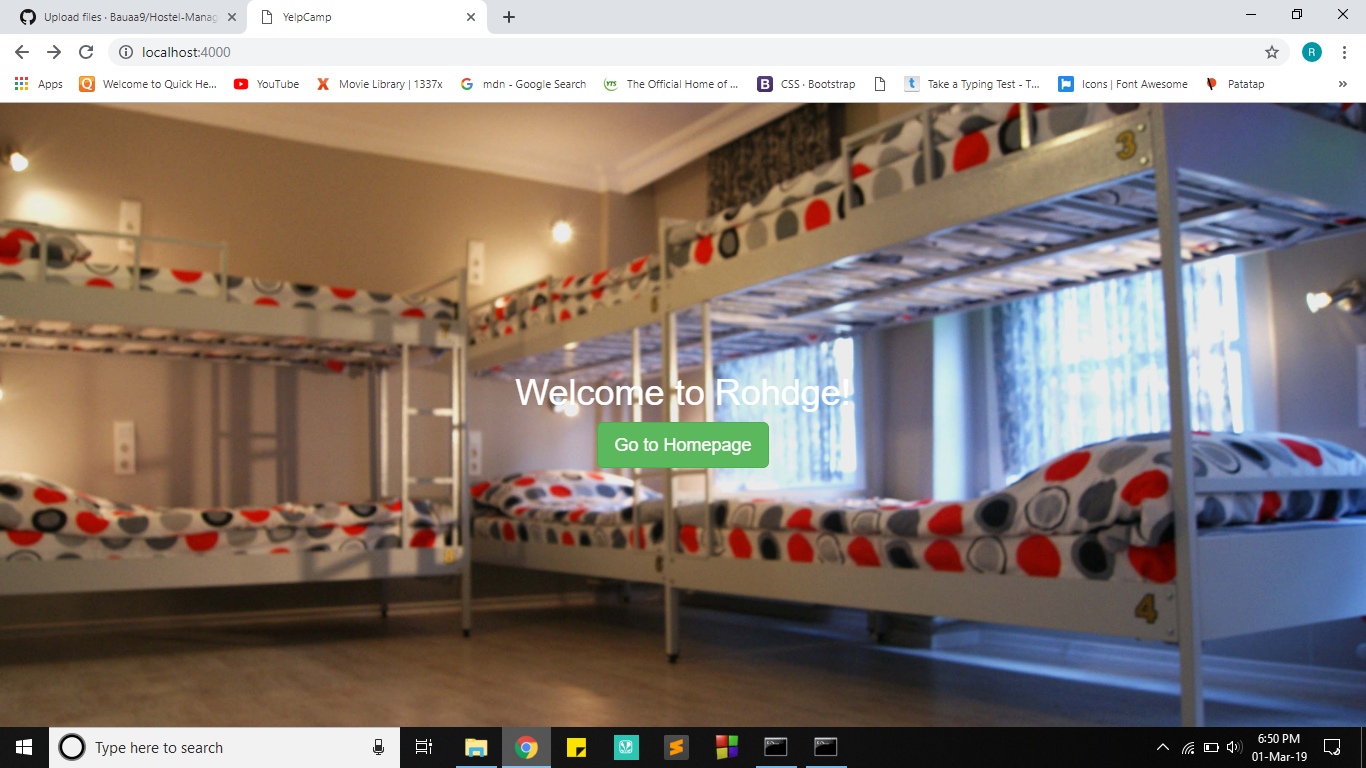 Upload files · Bauaa9/Hostel-Manag
YelpCamp
localhost:4000
R
Apps
Welcome to Quick He...
YouTube
Movie Library | 1337x
mdn - Google Search
The Official Home of ...
CSS · Bootstrap
Take a Typing Test - T...
Icons | Font Awesome
Patatap
»
3
Welcome to Rohdge!
Go to Homepage
4
Type here to search
6:50 PM
01-Mar-19